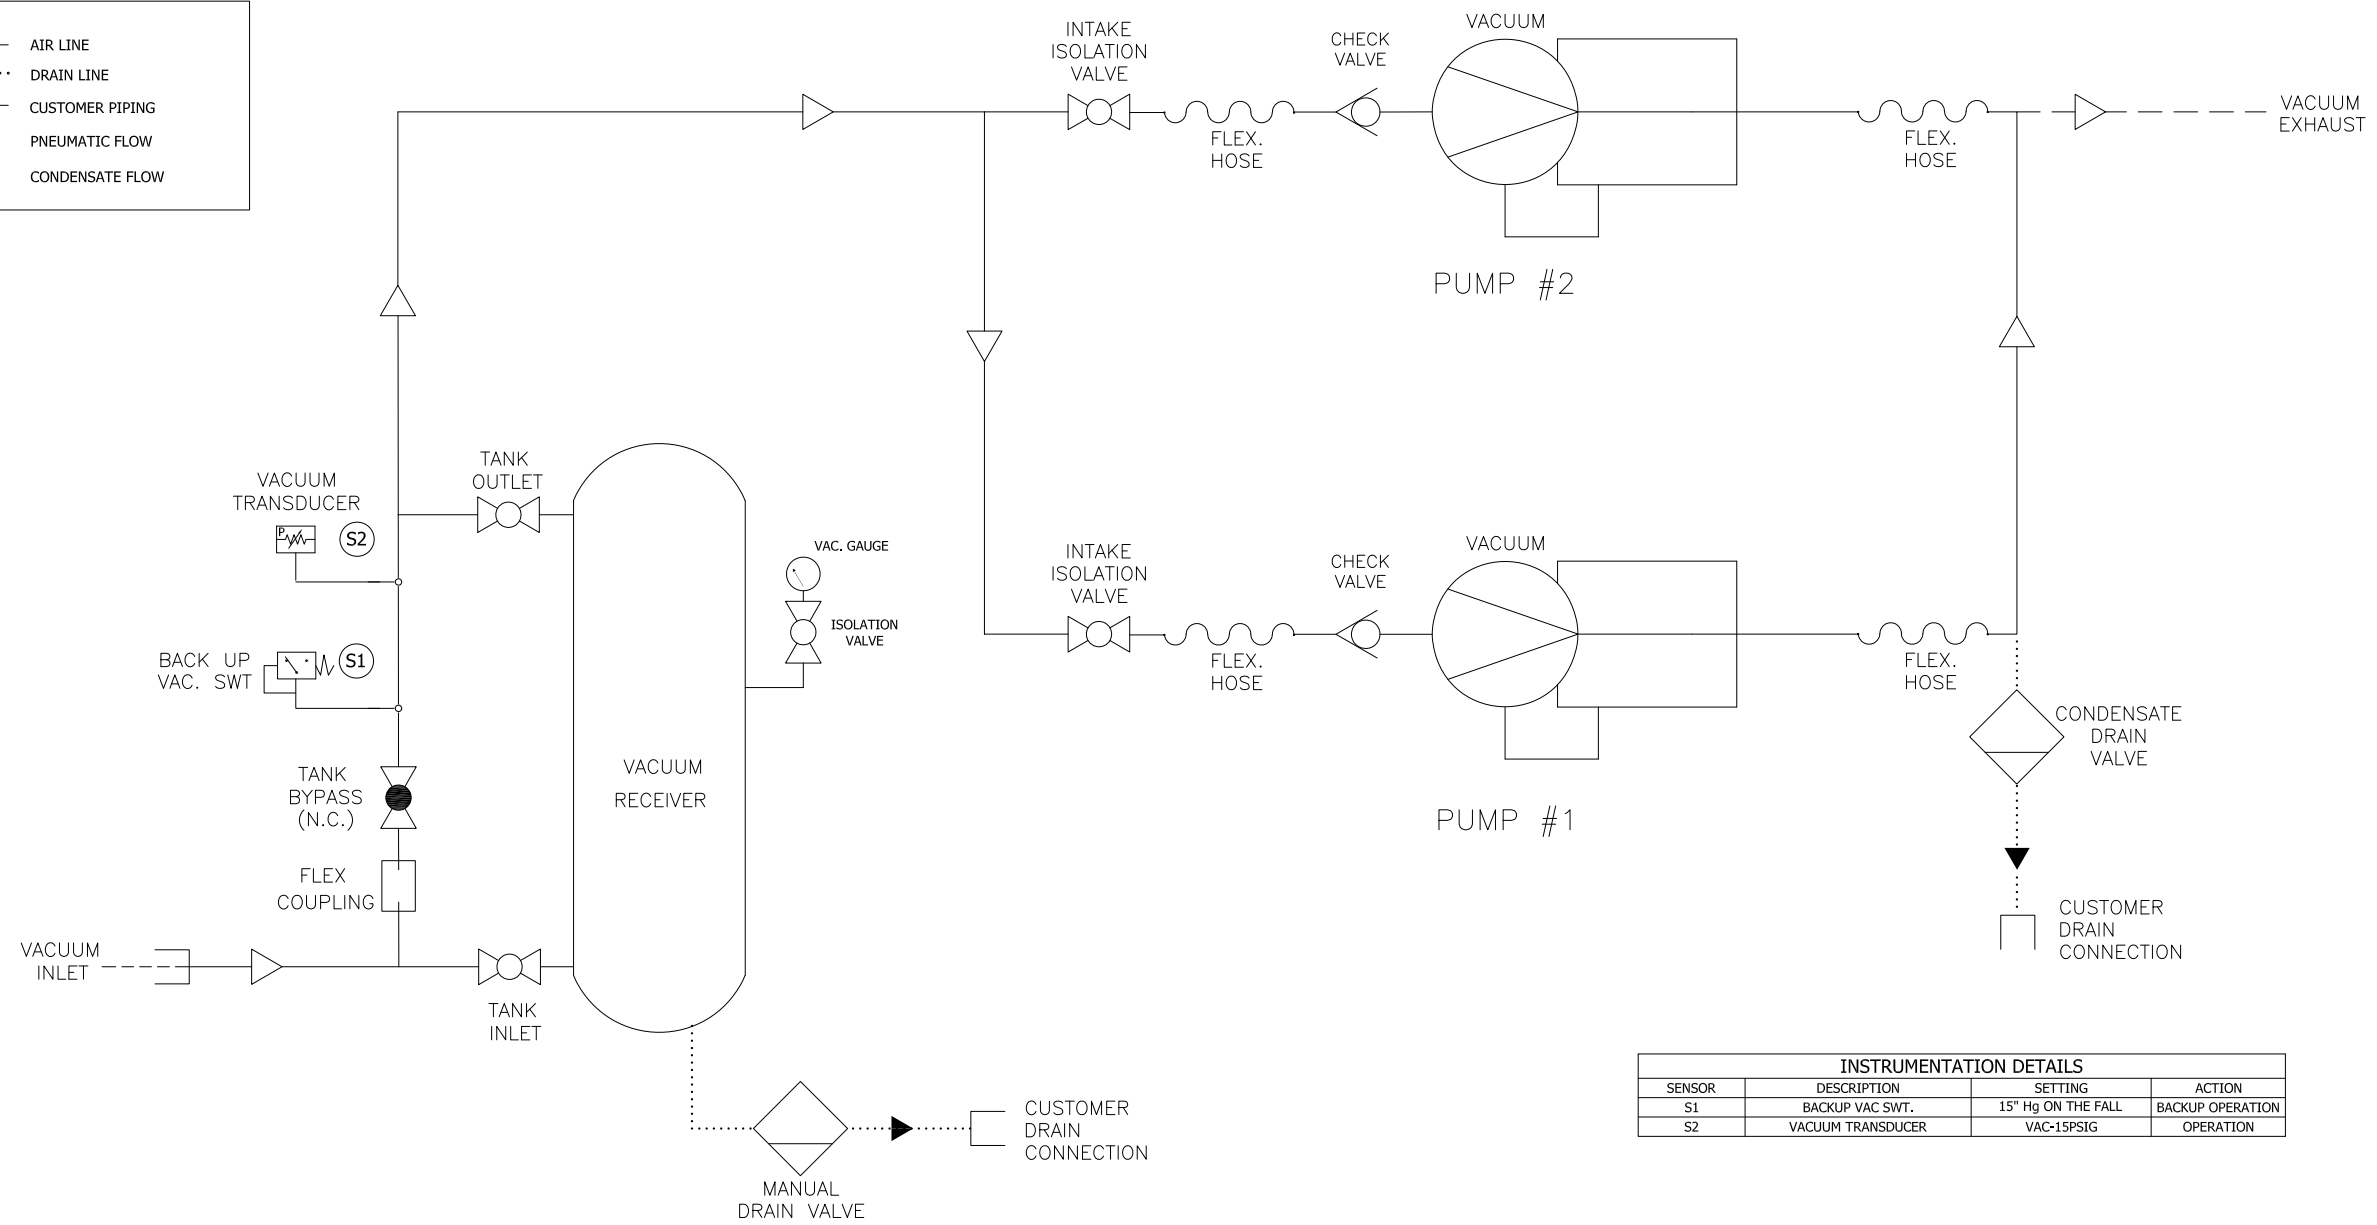 AIR LINE
DRAIN LINE
CUSTOMER PIPING
PNEUMATIC FLOW
CONDENSATE FLOW
INTAKE
ISOLATION
VALVE
FLEX.
HOSE
CHECK
VALVE
VACUUM
PUMP #2
FLEX.
HOSE
VACUUM
EXHAUST
VACUUM
TRANSDUCER
P
S2
TANK
OUTLET
BACK UP
VAC. SWT
S1
VAC. GAUGE
ISOLATION
VALVE
VACUUM
RECEIVER
TANK
BYPASS
(N.C.)
FLEX
COUPLING
VACUUM
INLET
TANK
INLET
INTAKE
ISOLATION
VALVE
FLEX.
HOSE
CHECK
VALVE
VACUUM
PUMP #1
FLEX.
HOSE
CONDENSATE
DRAIN
VALVE
CUSTOMER
DRAIN
CONNECTION
MANUAL
DRAIN VALVE
CUSTOMER
DRAIN
CONNECTION
INSTRUMENTATION DETAILS
SENSOR DESCRIPTION SETTING ACTION
S1 BACKUP VAC SWT. 15" Hg ON THE FALL BACKUP OPERATION
S2 VACUUM TRANSDUCER VAC-15PSIG OPERATION